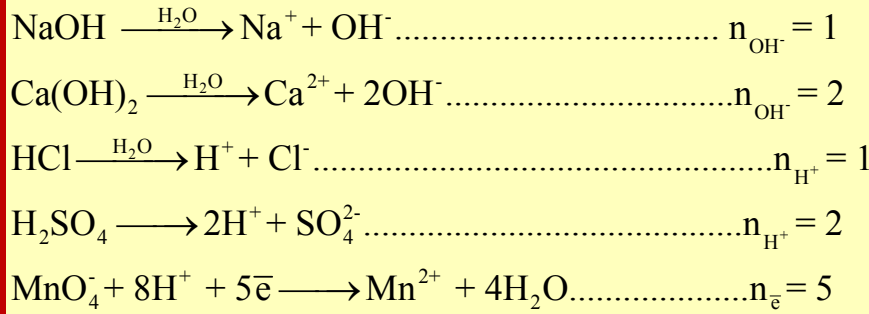 NaOH —H₂O→ Na⁺ + OH⁻ ..................................... n_OH⁻ = 1
Ca(OH)₂ —H₂O→ Ca²⁺ + 2OH⁻ .................................n_OH⁻ = 2
HCl —H₂O→ H⁺ + Cl⁻ .....................................................n_H⁺ = 1
H₂SO₄ ⟶ 2H⁺ + SO₄²⁻ ...........................................n_H⁺ = 2
MnO₄⁻ + 8H⁺ + 5e̅ ⟶ Mn²⁺ + 4H₂O.....................n_e̅ = 5